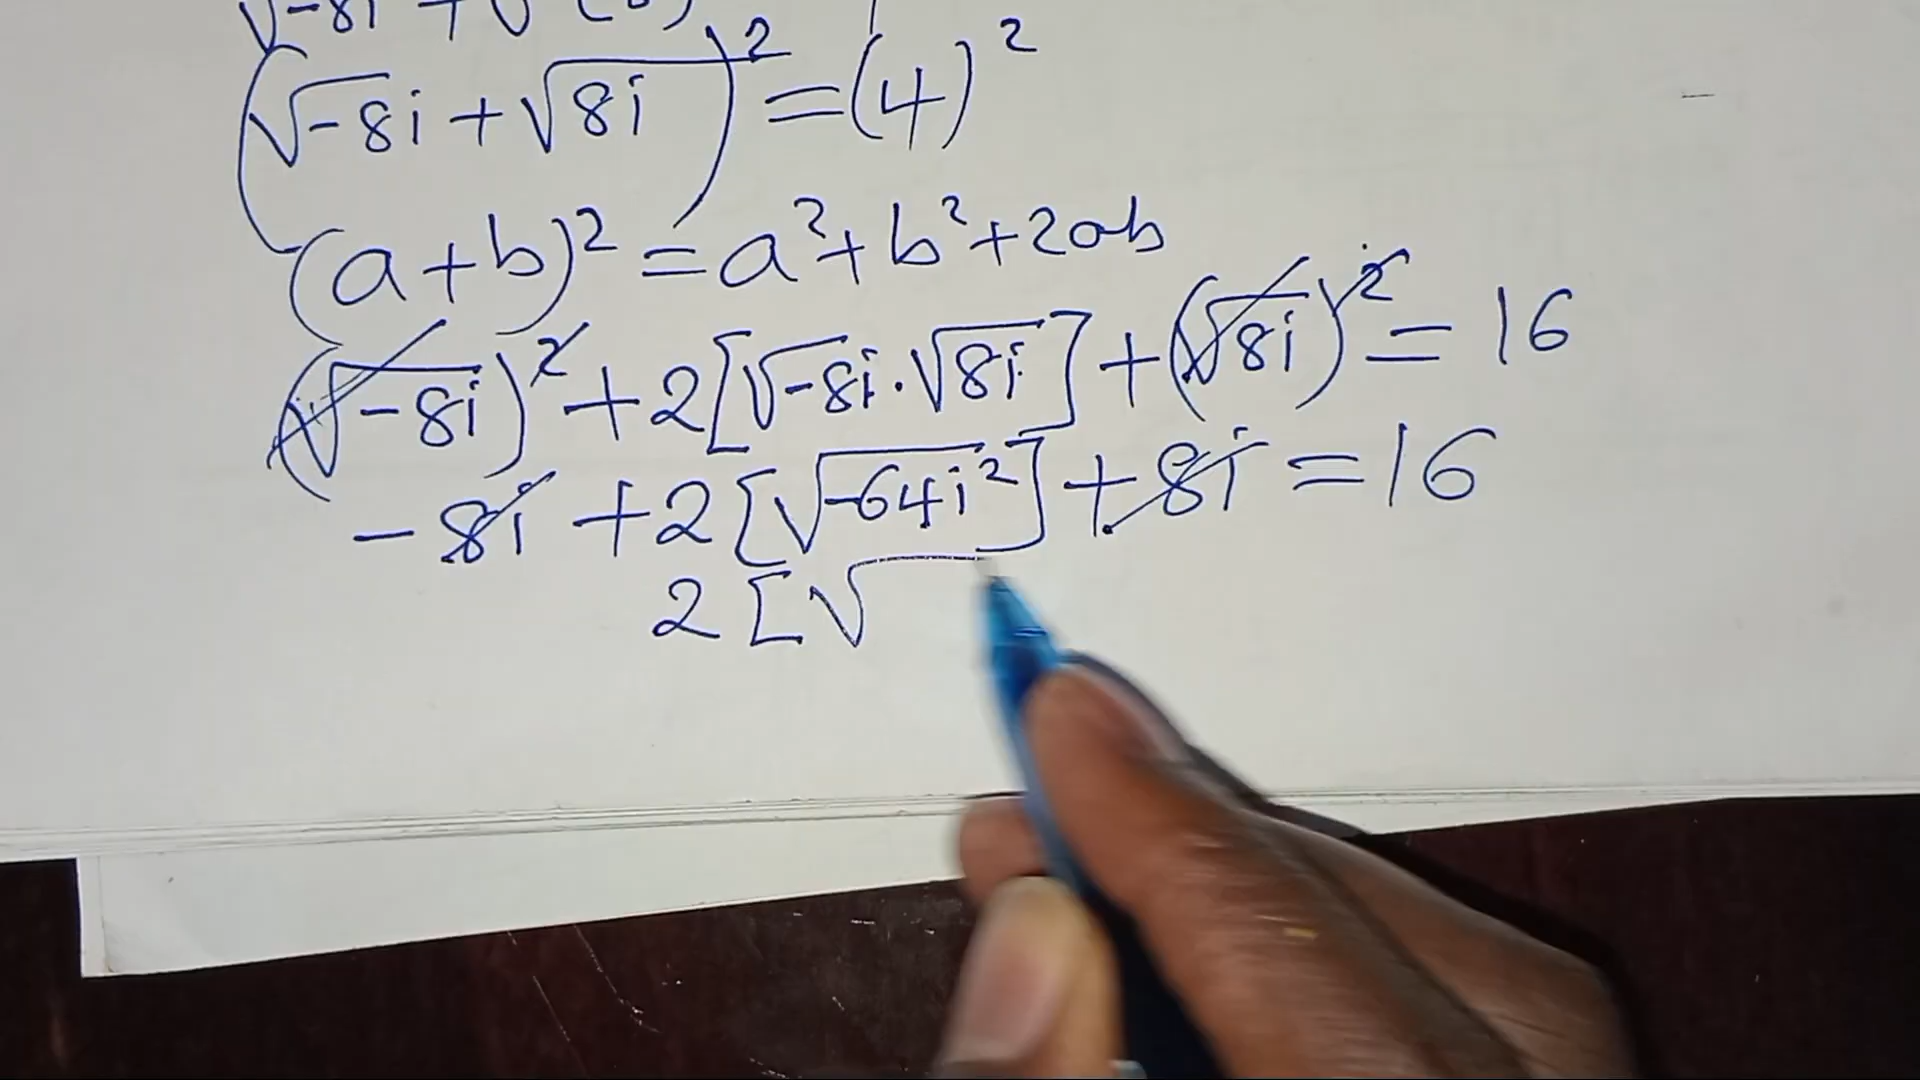 √-8i + √
(√-8i + √8i)² = (4)²
(a + b)² = a² + b² + 2ab
(√-8i)² + 2[√-8i · √8i] + (√8i)² = 16
- 8i + 2[√-64i²] + 8i = 16
2[√